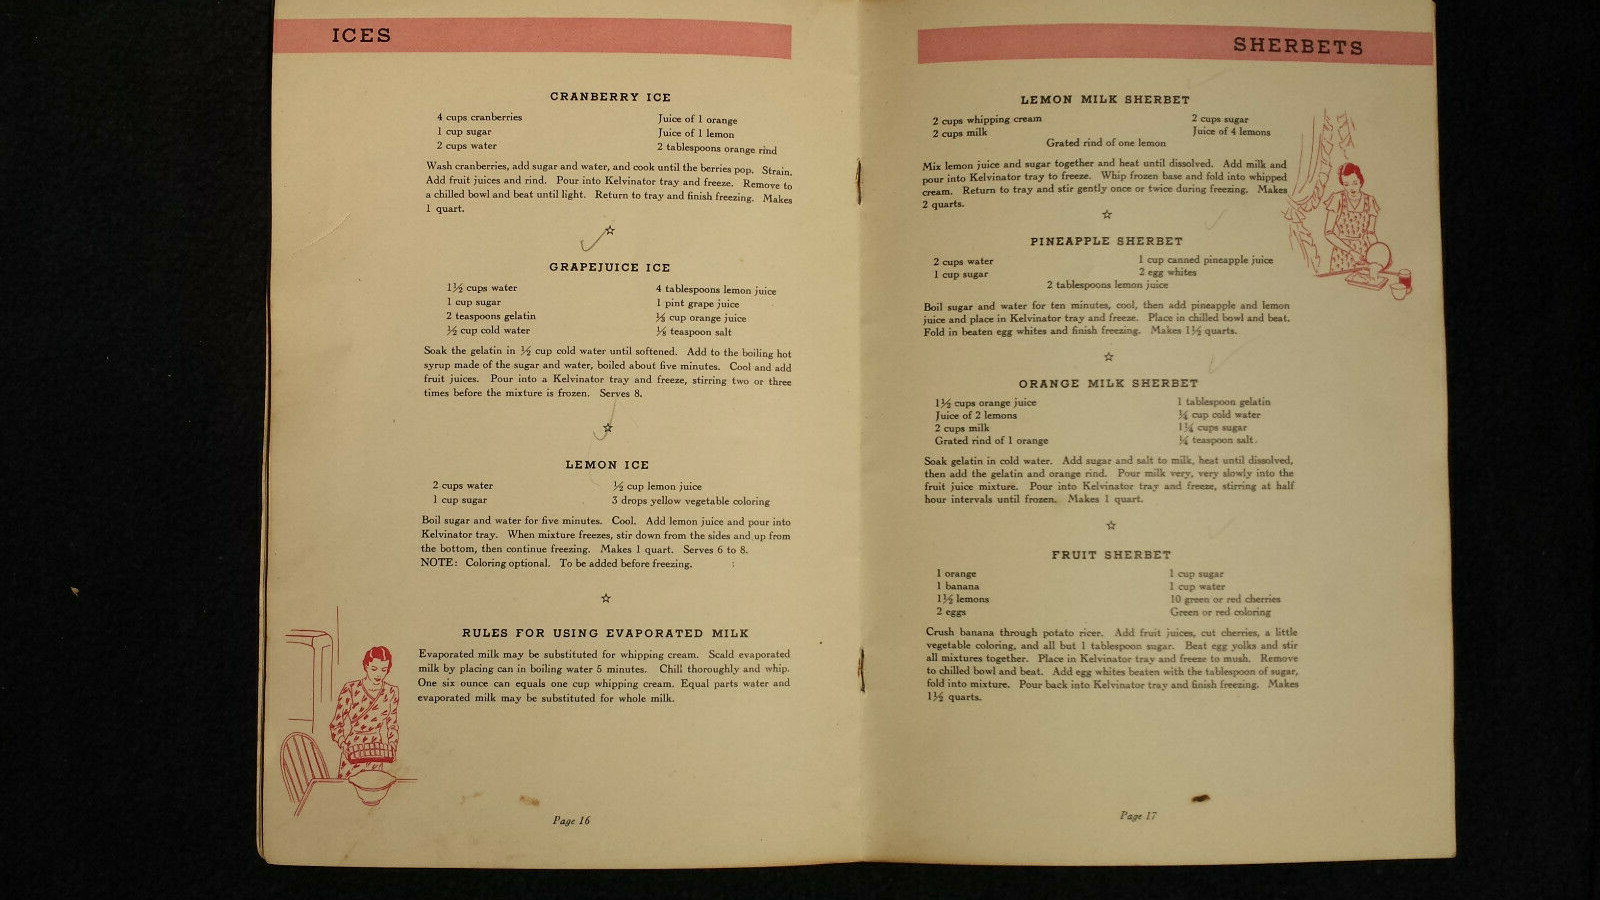 ICES
CRANBERRY ICE
4 cups cranberries
1 cup sugar
2 cups water
Juice of 1 orange
Juice of 1 lemon
2 tablespoons orange rind
Wash cranberries, add sugar and water, and cook until the berries pop. Strain.
Add fruit juices and rind. Pour into Kelvinator tray and freeze. Remove to
a chilled bowl and beat until light. Return to tray and finish freezing. Makes
1 quart.
GRAPEJUICE ICE
1½ cups water
1 cup sugar
2 teaspoons gelatin
½ cup cold water
4 tablespoons lemon juice
1 pint grape juice
cup orange juice
⅛ teaspoon salt
Soak the gelatin in ½ cup cold water until softened. Add to the boiling hot
syrup made of the sugar and water, boiled about five minutes. Cool and add
fruit juices. Pour into a Kelvinator tray and freeze, stirring two or three
times before the mixture is frozen. Serves 8.
LEMON ICE
2 cups water
1 cup sugar
½ cup lemon juice
3 drops yellow vegetable coloring
Boil sugar and water for five minutes. Cool. Add lemon juice and pour into
Kelvinator tray. When mixture freezes, stir down from the sides and up from
the bottom, then continue freezing. Makes 1 quart. Serves 6 to 8.
NOTE: Coloring optional. To be added before freezing.
RULES FOR USING EVAPORATED MILK
Evaporated milk may be substituted for whipping cream. Scald evaporated
milk by placing can in boiling water 5 minutes. Chill thoroughly and whip.
One six ounce can equals one cup whipping cream. Equal parts water and
evaporated milk may be substituted for whole milk.
Page 16
SHERBETS
LEMON MILK SHERBET
2 cups whipping cream
2 cups milk
2 cups sugar
Juice of 4 lemons
Grated rind of one lemon
Mix lemon juice and sugar together and heat until dissolved. Add milk and
pour into Kelvinator tray to freeze. Whip frozen base and fold into whipped
cream. Return to tray and stir gently once or twice during freezing. Makes
2 quarts.
PINEAPPLE SHERBET
2 cups water
1 cup sugar
1 cup canned pineapple juice
2 egg whites
2 tablespoons lemon juice
Boil sugar and water for ten minutes, cool, then add pineapple and lemon
juice and place in Kelvinator tray and freeze. Place in chilled bowl and beat.
Fold in beaten egg whites and finish freezing. Makes 1½ quarts.
ORANGE MILK SHERBET
1½ cups orange juice
Juice of 2 lemons
2 cups milk
Grated rind of 1 orange
1 tablespoon gelatin
¼ cup cold water
1¼ cups sugar
¼ teaspoon salt.
Soak gelatin in cold water. Add sugar and salt to milk, heat until dissolved,
then add the gelatin and orange rind. Pour milk very, very slowly into the
fruit juice mixture. Pour into Kelvinator tray and freeze, stirring at half
hour intervals until frozen. Makes 1 quart.
FRUIT SHERBET
1 orange
1 banana
1½ lemons
2 eggs
1 cup sugar
1 cup water
10 green or red cherries
Green or red coloring
Crush banana through potato ricer. Add fruit juices, cut cherries, a little
vegetable coloring, and all but 1 tablespoon sugar. Beat egg yolks and stir
all mixtures together. Place in Kelvinator tray and freeze to mush. Remove
to chilled bowl and beat. Add egg whites beaten with the tablespoon of sugar,
fold into mixture. Pour back into Kelvinator tray and finish freezing. Makes
1½ quarts.
Page 17